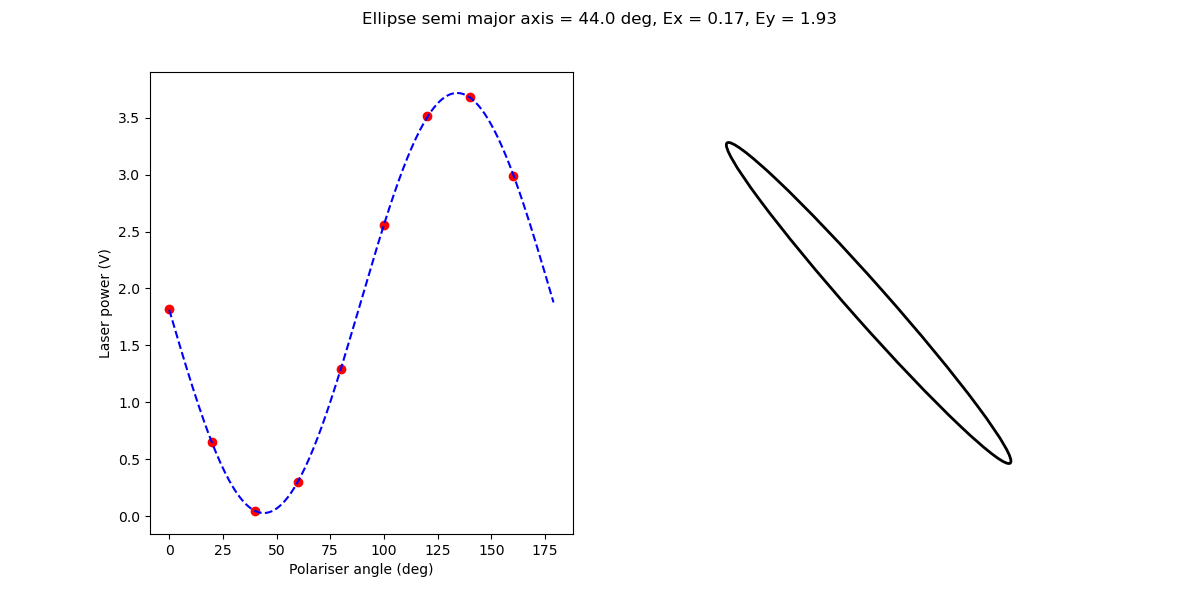 Ellipse semi major axis = 44.0 deg, Ex = 0.17, Ey = 1.93
3.5
3.0
2.5
2.0
1.5
1.0
0.5
0.0
Laser power (V)
0 25 50 75 100 125 150 175
Polariser angle (deg)